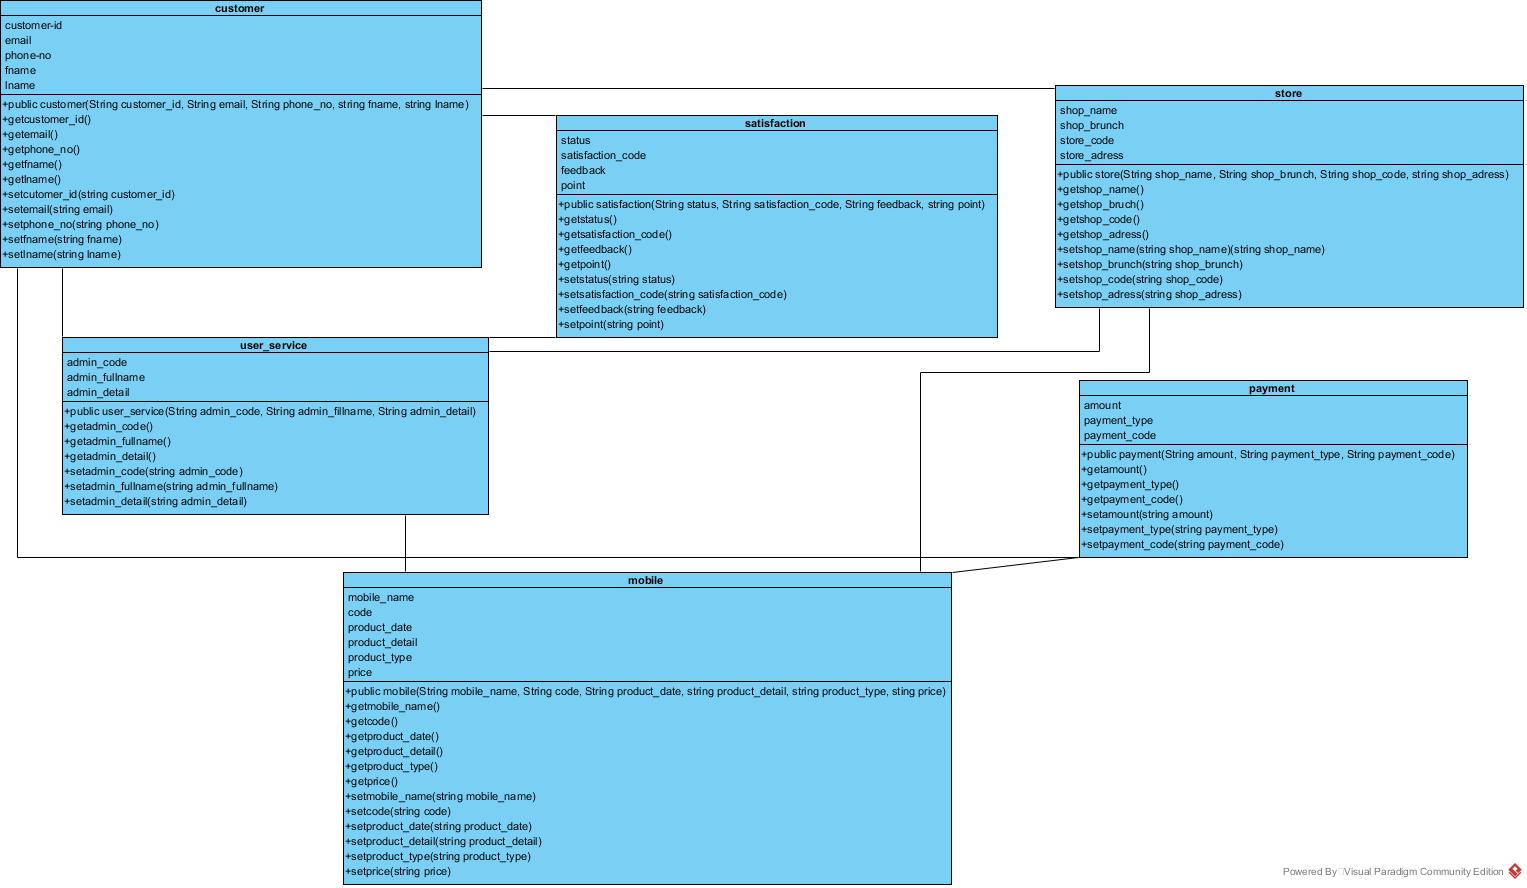 customer
customer-id
email
phone-no
fname
lname
+public customer(String customer_id, String email, String phone_no, string fname, string lname)
+getcustomer_id()
+getemail()
+getphone_no()
+getfname()
+getlname()
+setcutomer_id(string customer_id)
+setemail(string email)
+setphone_no(string phone_no)
+setfname(string fname)
+setlname(string lname)
satisfaction
status
satisfaction_code
feedback
point
+public satisfaction(String status, String satisfaction_code, String feedback, string point)
+getstatus()
+getsatisfaction_code()
+getfeedback()
+getpoint()
+setstatus(string status)
+setsatisfaction_code(string satisfaction_code)
+setfeedback(string feedback)
+setpoint(string point)
store
shop_name
shop_brunch
store_code
store_adress
+public store(String shop_name, String shop_brunch, String shop_code, string shop_adress)
+getshop_name()
+getshop_bruch()
+getshop_code()
+getshop_adress()
+setshop_name(string shop_name)(string shop_name)
+setshop_brunch(string shop_brunch)
+setshop_code(string shop_code)
+setshop_adress(string shop_adress)
user_service
admin_code
admin_fullname
admin_detail
+public user_service(String admin_code, String admin_fillname, String admin_detail)
+getadmin_code()
+getadmin_fullname()
+getadmin_detail()
+setadmin_code(string admin_code)
+setadmin_fullname(string admin_fullname)
+setadmin_detail(string admin_detail)
payment
amount
payment_type
payment_code
+public payment(String amount, String payment_type, String payment_code)
+getamount()
+getpayment_type()
+getpayment_code()
+setamount(string amount)
+setpayment_type(string payment_type)
+setpayment_code(string payment_code)
mobile
mobile_name
code
product_date
product_detail
product_type
price
+public mobile(String mobile_name, String code, String product_date, string product_detail, string product_type, sting price)
+getmobile_name()
+getcode()
+getproduct_date()
+getproduct_detail()
+getproduct_type()
+getprice()
+setmobile_name(string mobile_name)
+setcode(string code)
+setproduct_date(string product_date)
+setproduct_detail(string product_detail)
+setproduct_type(string product_type)
+setprice(string price)
Powered By Visual Paradigm Community Edition